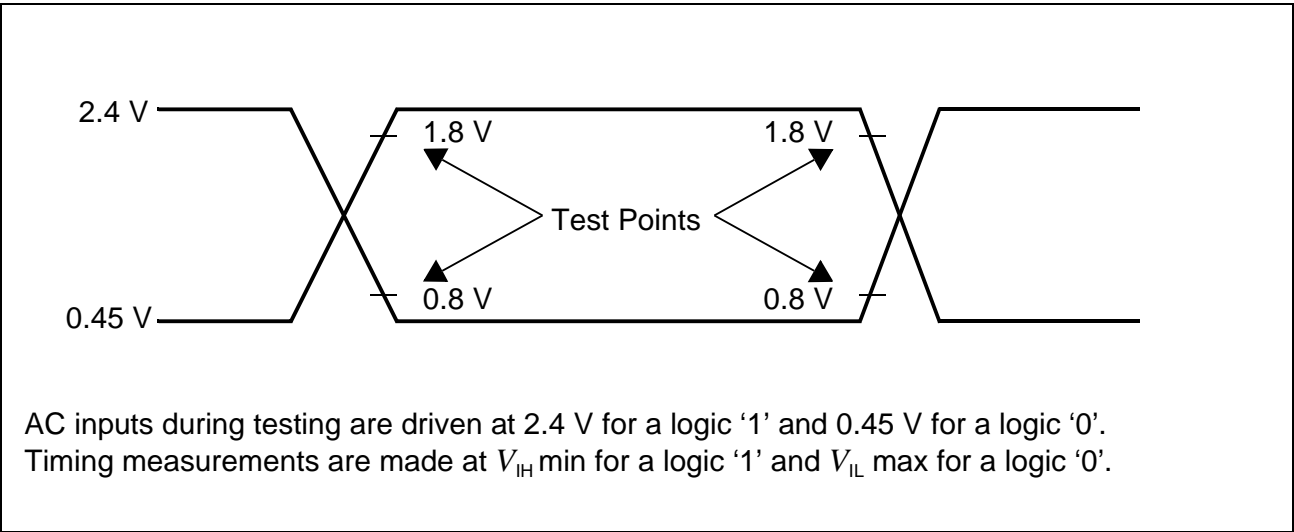 2.4 V
1.8 V 1.8 V
Test Points
0.8 V 0.8 V
0.45 V
AC inputs during testing are driven at 2.4 V for a logic ‘1’ and 0.45 V for a logic ‘0’.
Timing measurements are made at V_IH min for a logic ‘1’ and V_IL max for a logic ‘0’.